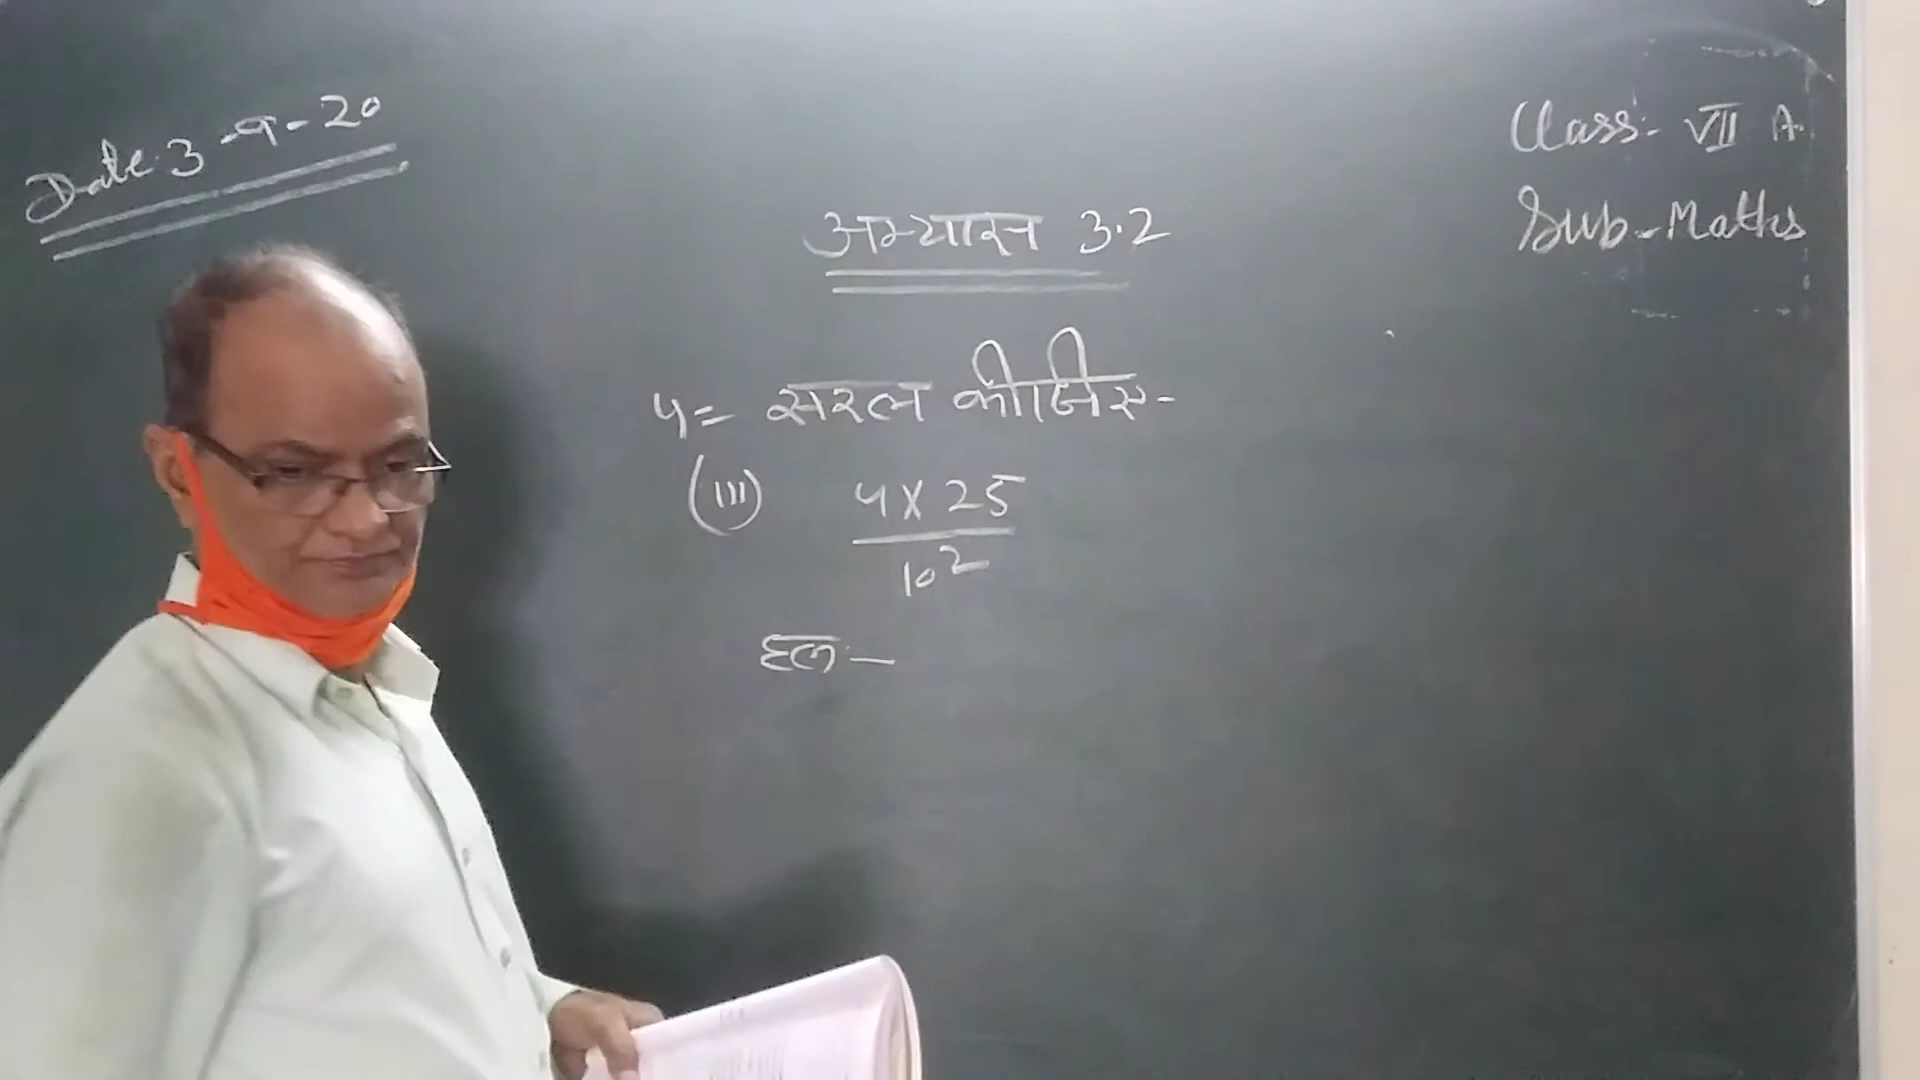 Date 3-9-20
Class:- VII A.
Sub-Maths
अभ्यास 3.2
4= सरल कीजिए-
(iii) 4 x 25
10²
हल:-